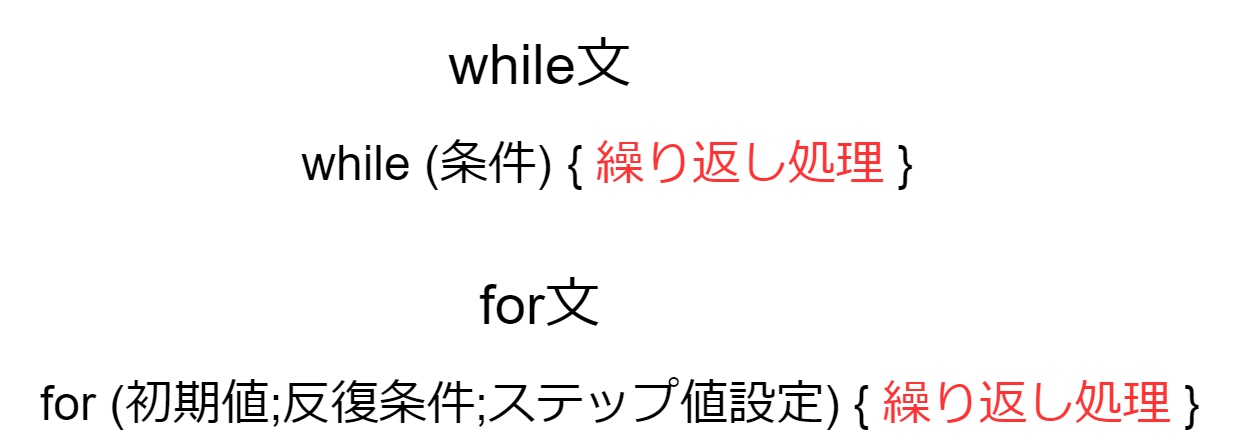 while文
while (条件) { 繰り返し処理 }
for文
for (初期値;反復条件;ステップ値設定) { 繰り返し処理 }